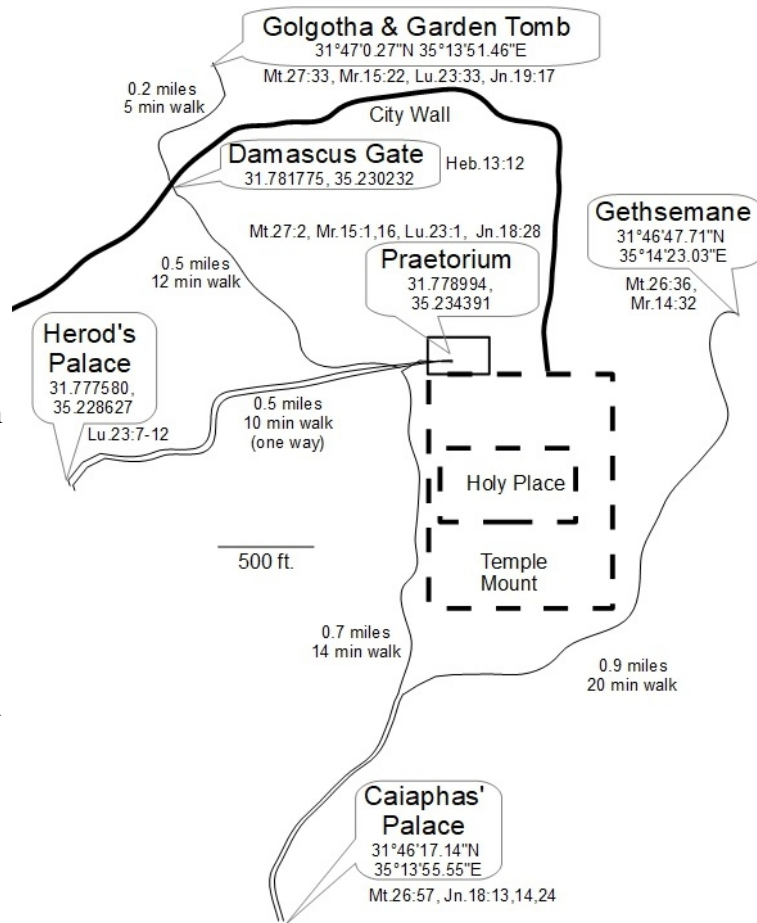 Golgotha & Garden Tomb
31°47'0.27"N 35°13'51.46"E
Mt.27:33, Mr.15:22, Lu.23:33, Jn.19:17
0.2 miles
5 min walk
City Wall
Damascus Gate
31.781775, 35.230232
Heb.13:12
Gethsemane
31°46'47.71"N
35°14'23.03"E
Mt.26:36,
Mr.14:32
Mt.27:2, Mr.15:1,16, Lu.23:1, Jn.18:28
Praetorium
31.778994,
35.234391
0.5 miles
12 min walk
Herod's
Palace
31.777580,
35.228627
Lu.23:7-12
0.5 miles
10 min walk
(one way)
Holy Place
500 ft.
Temple
Mount
0.7 miles
14 min walk
0.9 miles
20 min walk
Caiaphas'
Palace
31°46'17.14"N
35°13'55.55"E
Mt.26:57, Jn.18:13,14,24